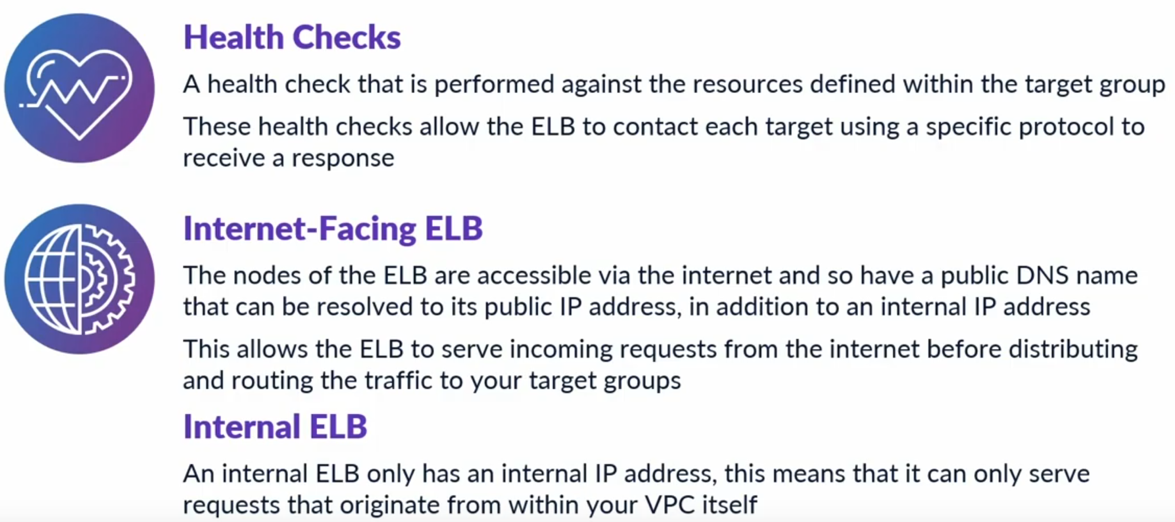 Health Checks
A health check that is performed against the resources defined within the target group
These health checks allow the ELB to contact each target using a specific protocol to
receive a response
Internet-Facing ELB
The nodes of the ELB are accessible via the internet and so have a public DNS name
that can be resolved to its public IP address, in addition to an internal IP address
This allows the ELB to serve incoming requests from the internet before distributing
and routing the traffic to your target groups
Internal ELB
An internal ELB only has an internal IP address, this means that it can only serve
requests that originate from within your VPC itself